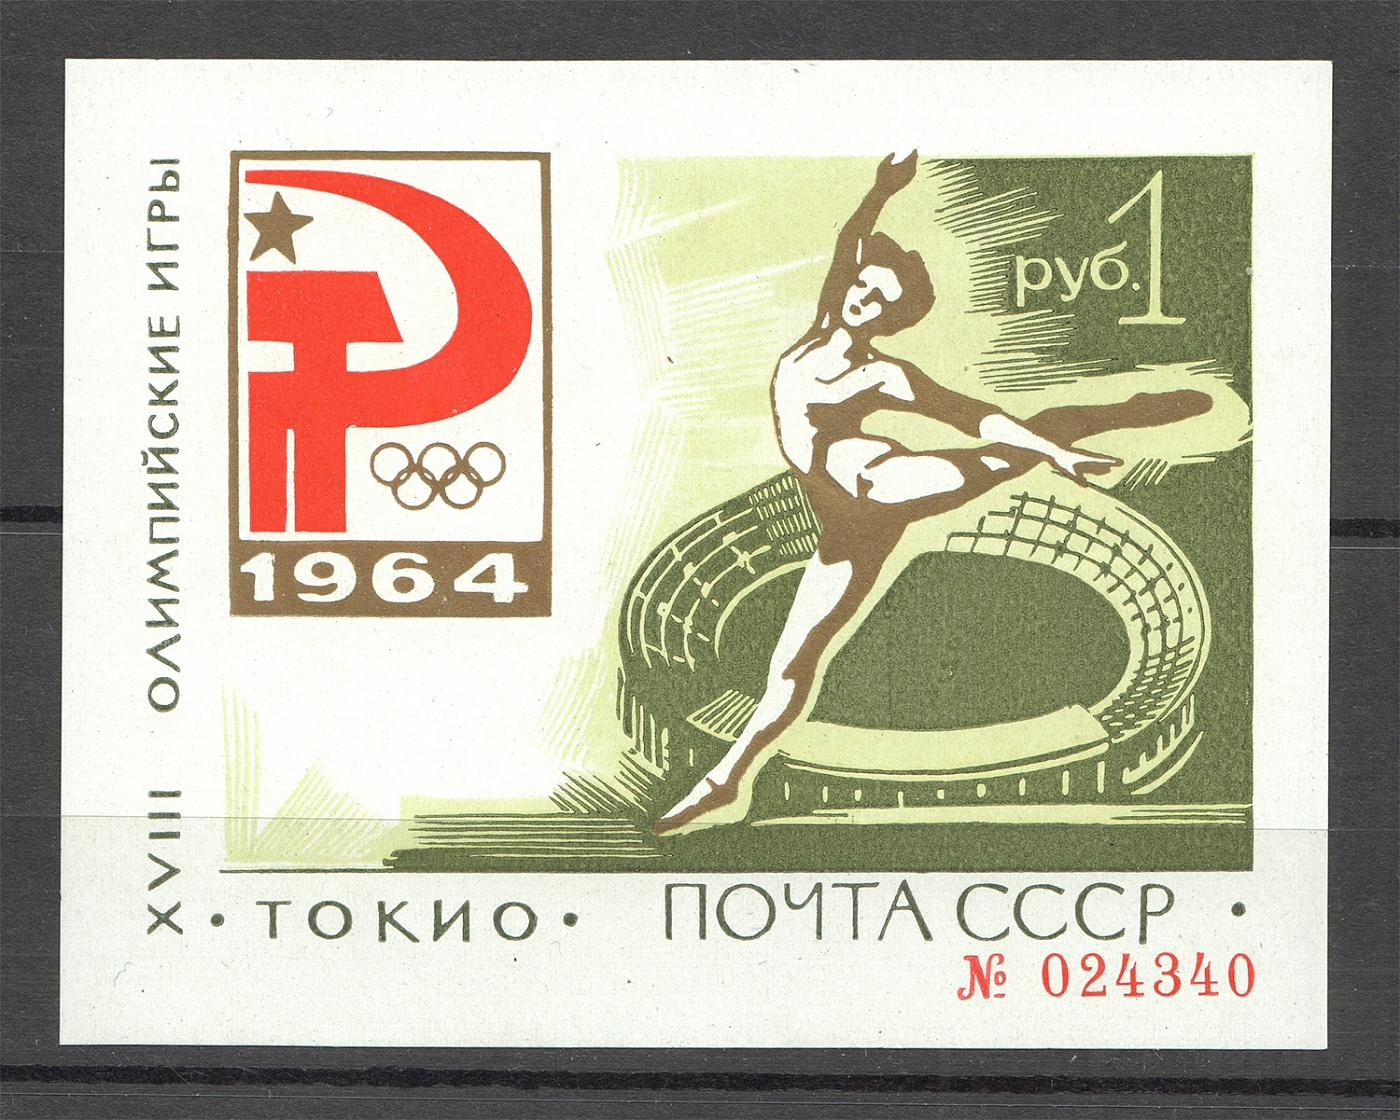 XVIII ОЛИМПИЙСКИЕ ИГРЫ
1964
руб. 1
• ТОКИО • ПОЧТА СССР •
№ 024340